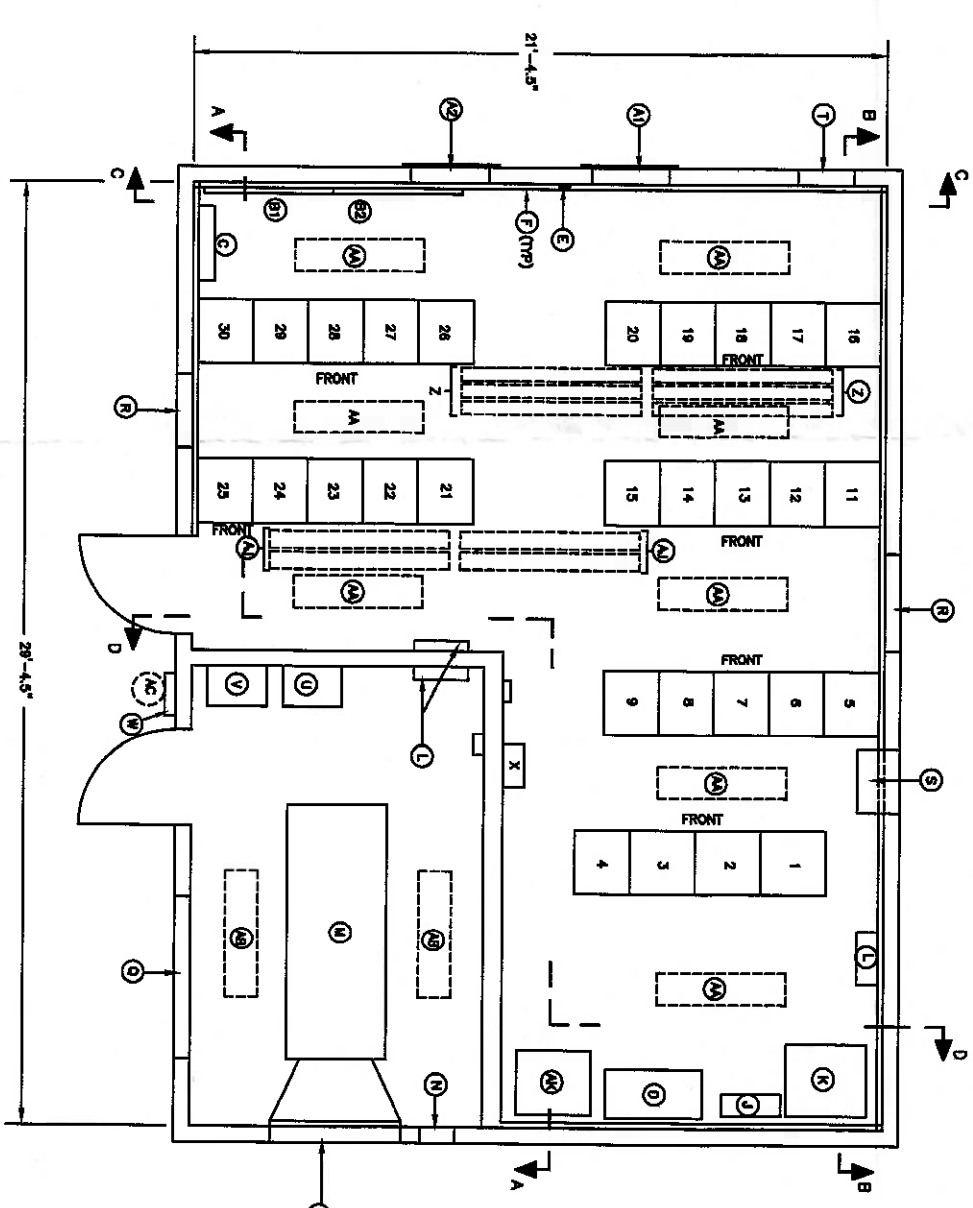 21'-4.5"
A
A2
A1
T
B
C
C
B1
B2
F (TYP)
E
C
AA
AA
30
29
28
27
26
20
19
18
17
16
FRONT
FRONT
Z
Z
R
AA
AA
25
24
23
22
21
15
14
13
12
11
FRONT
FRONT
AJ
AJ
AA
AA
R
D
29'-4.5"
FRONT
AC
V
U
9
8
7
6
5
W
L
X
AA
S
FRONT
4
3
2
1
AB
M
AB
L
Q
AA
D
N
AK
D
J
K
A
B